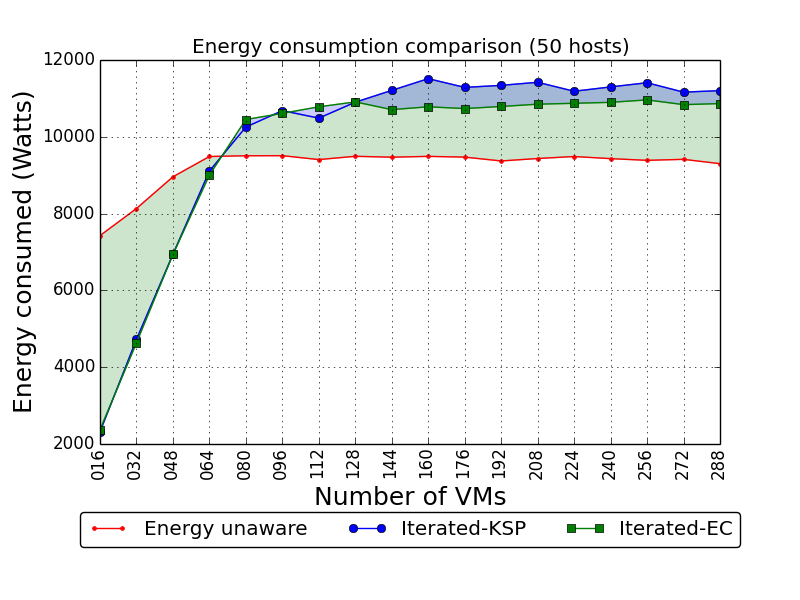 Energy consumption comparison (50 hosts)
Energy consumed (Watts)
12000
10000
8000
6000
4000
2000
016 032 048 064 080 096 112 128 144 160 176 192 208 224 240 256 272 288
Number of VMs
Energy unaware Iterated-KSP Iterated-EC